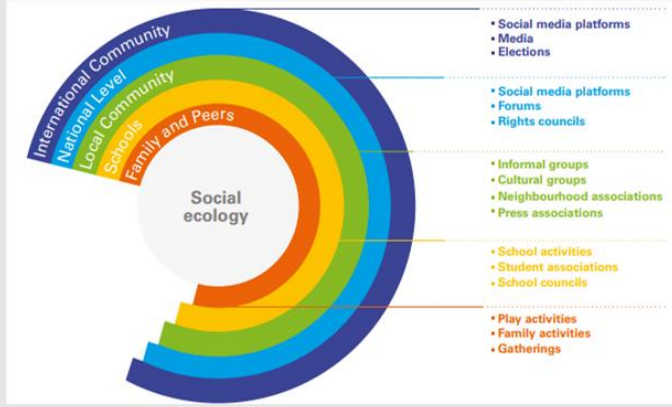 International Community
National Level
Local Community
Schools
Family and Peers
Social
ecology
▪ Social media platforms
▪ Media
▪ Elections
▪ Social media platforms
▪ Forums
▪ Rights councils
▪ Informal groups
▪ Cultural groups
▪ Neighbourhood associations
▪ Press associations
▪ School activities
▪ Student associations
▪ School councils
▪ Play activities
▪ Family activities
▪ Gatherings